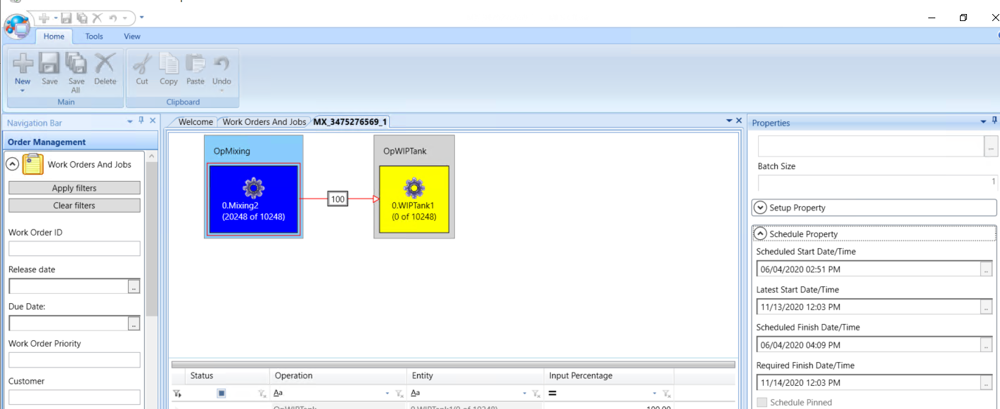 Home Tools View
New Save Save All Delete Cut Copy Paste Undo
Main Clipboard
Navigation Bar
Order Management
Work Orders And Jobs
Apply filters
Clear filters
Work Order ID
Release date
..
Due Date:
..
Work Order Priority
Customer
Welcome Work Orders And Jobs MX_3475276569_1
OpMixing
0.Mixing2
(20248 of 10248)
100
OpWIPTank
0.WIPTank1
(0 of 10248)
Status Operation Entity Input Percentage
Aa Aa =
OpWIPTank 0.WIPTank1(0 of 10248) 100.00
Properties
...
Batch Size
1
Setup Property
Schedule Property
Scheduled Start Date/Time
06/04/2020 02:51 PM ..
Latest Start Date/Time
11/13/2020 12:03 PM ..
Scheduled Finish Date/Time
06/04/2020 04:09 PM ..
Required Finish Date/Time
11/14/2020 12:03 PM ..
Schedule Pinned